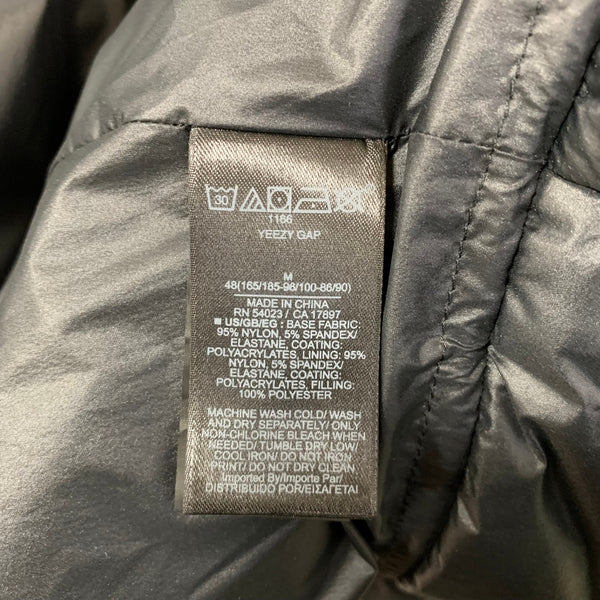 30
1166
YEEZY GAP
M
48(165/185-96/100-86/90)
MADE IN CHINA
RN 54023 / CA 17897
■ US/GB/EG : BASE FABRIC:
95% NYLON, 5% SPANDEX/
ELASTANE, COATING:
POLYACRYLATES, LINING: 95%
NYLON, 5% SPANDEX/
ELASTANE, COATING:
POLYACRYLATES, FILLING:
100% POLYESTER
MACHINE WASH COLD/ WASH
AND DRY SEPARATELY/ ONLY
NON-CHLORINE BLEACH WHEN
NEEDED/ TUMBLE DRY LOW/
COOL IRON/ DO NOT IRON
PRINT/ DO NOT DRY CLEAN
Imported By/Importe Par/
DISTRIBUIDO POR/ΕΙΣΑΓΕΤΑΙ